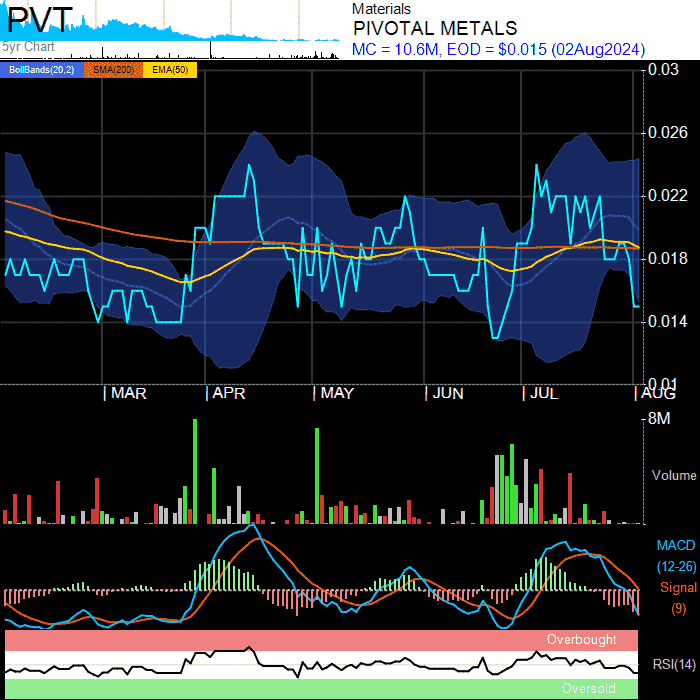 PVT
5yr Chart
Materials
PIVOTAL METALS
MC = 10.6M, EOD = $0.015 (02Aug2024)
BollBands(20,2) SMA(200) EMA(50)
0.03
0.026
0.022
0.018
0.014
0.01
MAR APR MAY JUN JUL AUG
8M
Volume
MACD
(12-26)
Signal
(9)
Overbought
RSI(14)
Oversold